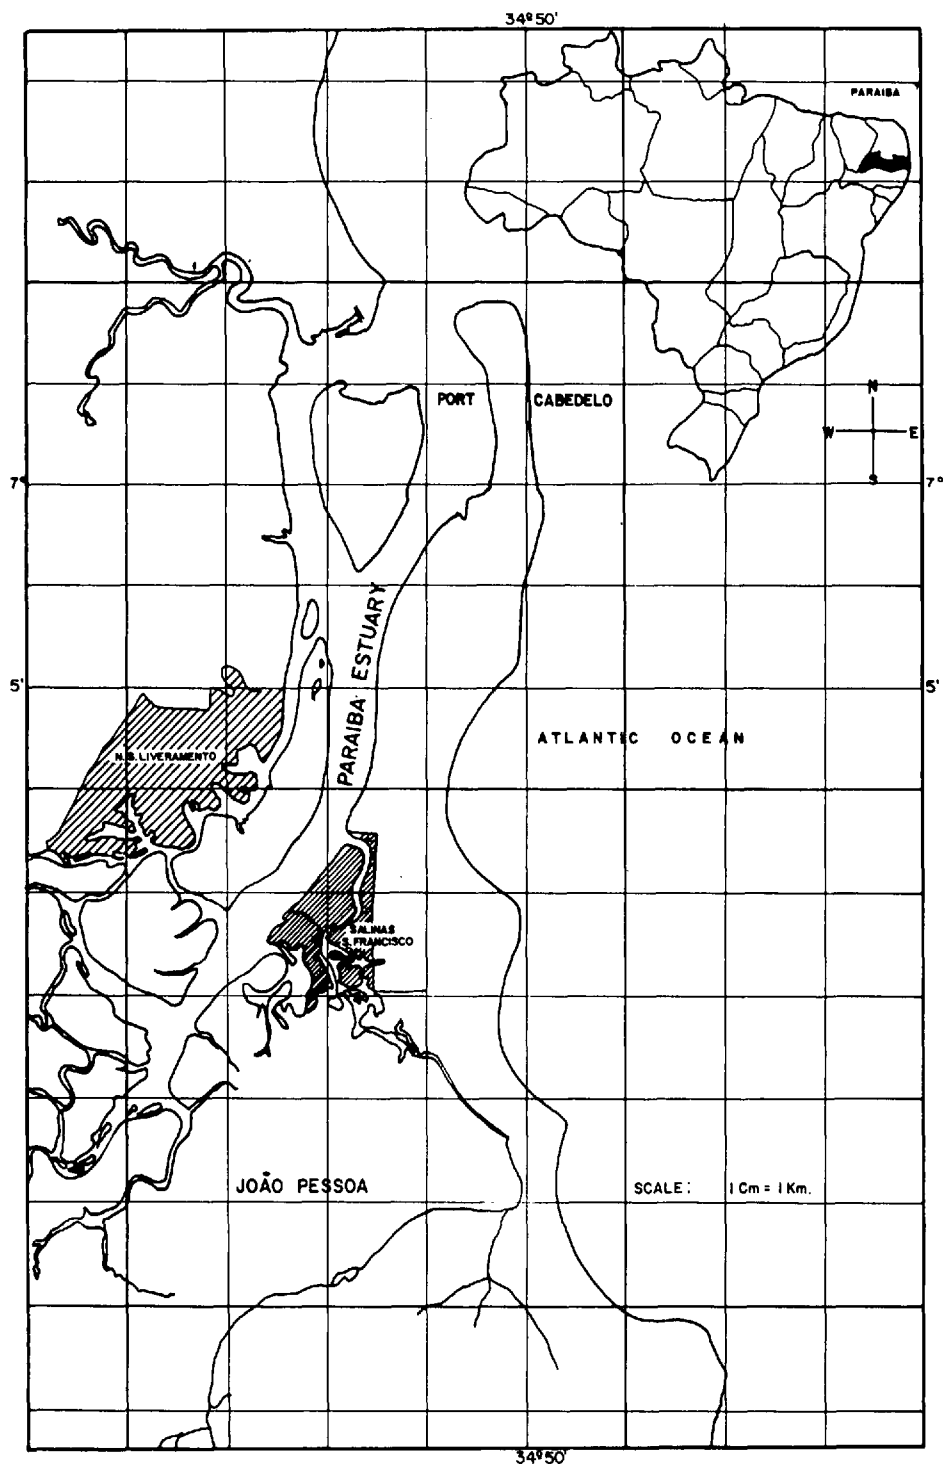 34º50'
PARAIBA
N
W E
S
PORT CABEDELO
7º 7º
PARAIBA ESTUARY
5' 5'
ATLANTIC OCEAN
N. S. LIVERAMENTO
SALINAS
S. FRANCISCO
JOÃO PESSOA
SCALE: 1 Cm = 1 Km.
34º50'